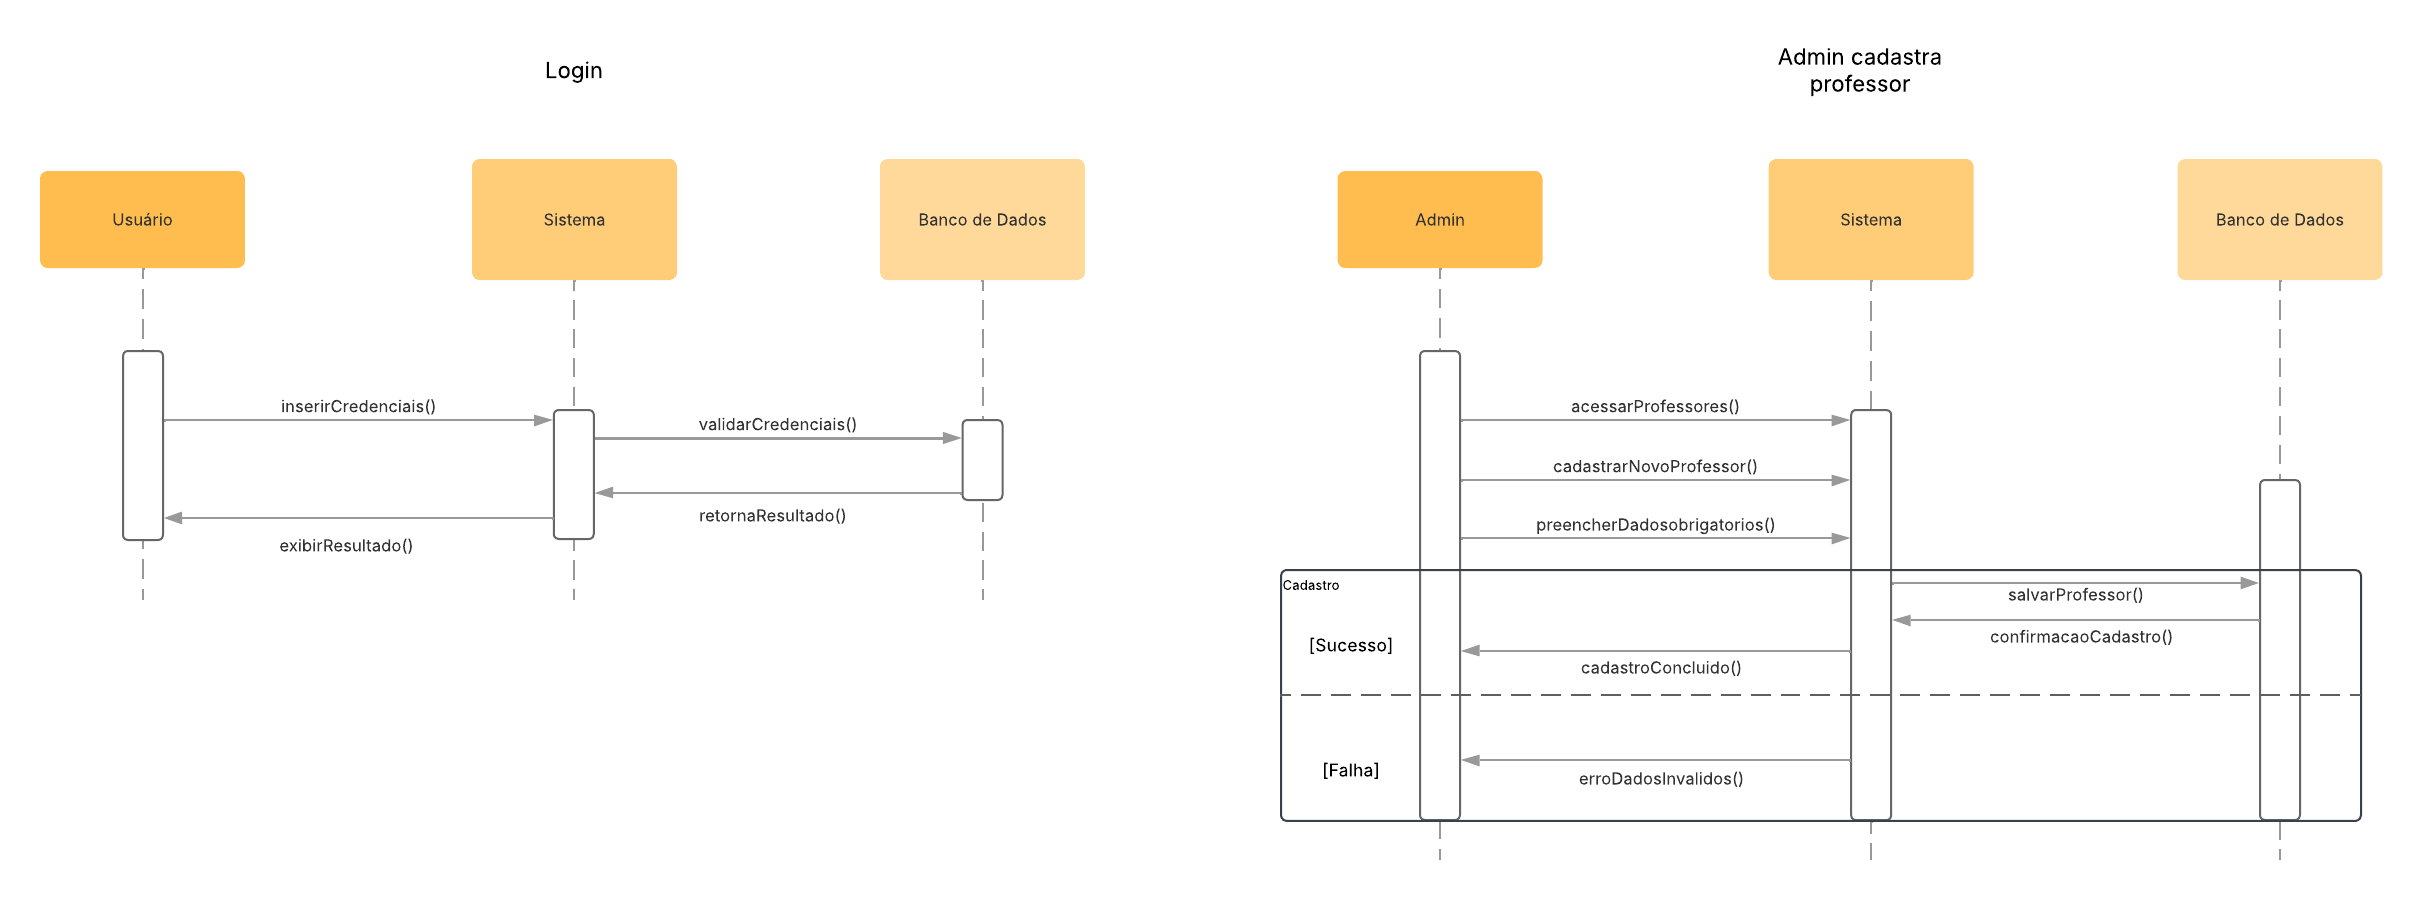 Login
Usuário
Sistema
Banco de Dados
inserirCredenciais()
validarCredenciais()
retornaResultado()
exibirResultado()
Admin cadastra
professor
Admin
Sistema
Banco de Dados
acessarProfessores()
cadastrarNovoProfessor()
preencherDadosobrigatorios()
Cadastro
salvarProfessor()
confirmacaoCadastro()
[Sucesso]
cadastroConcluido()
[Falha]
erroDadosInvalidos()